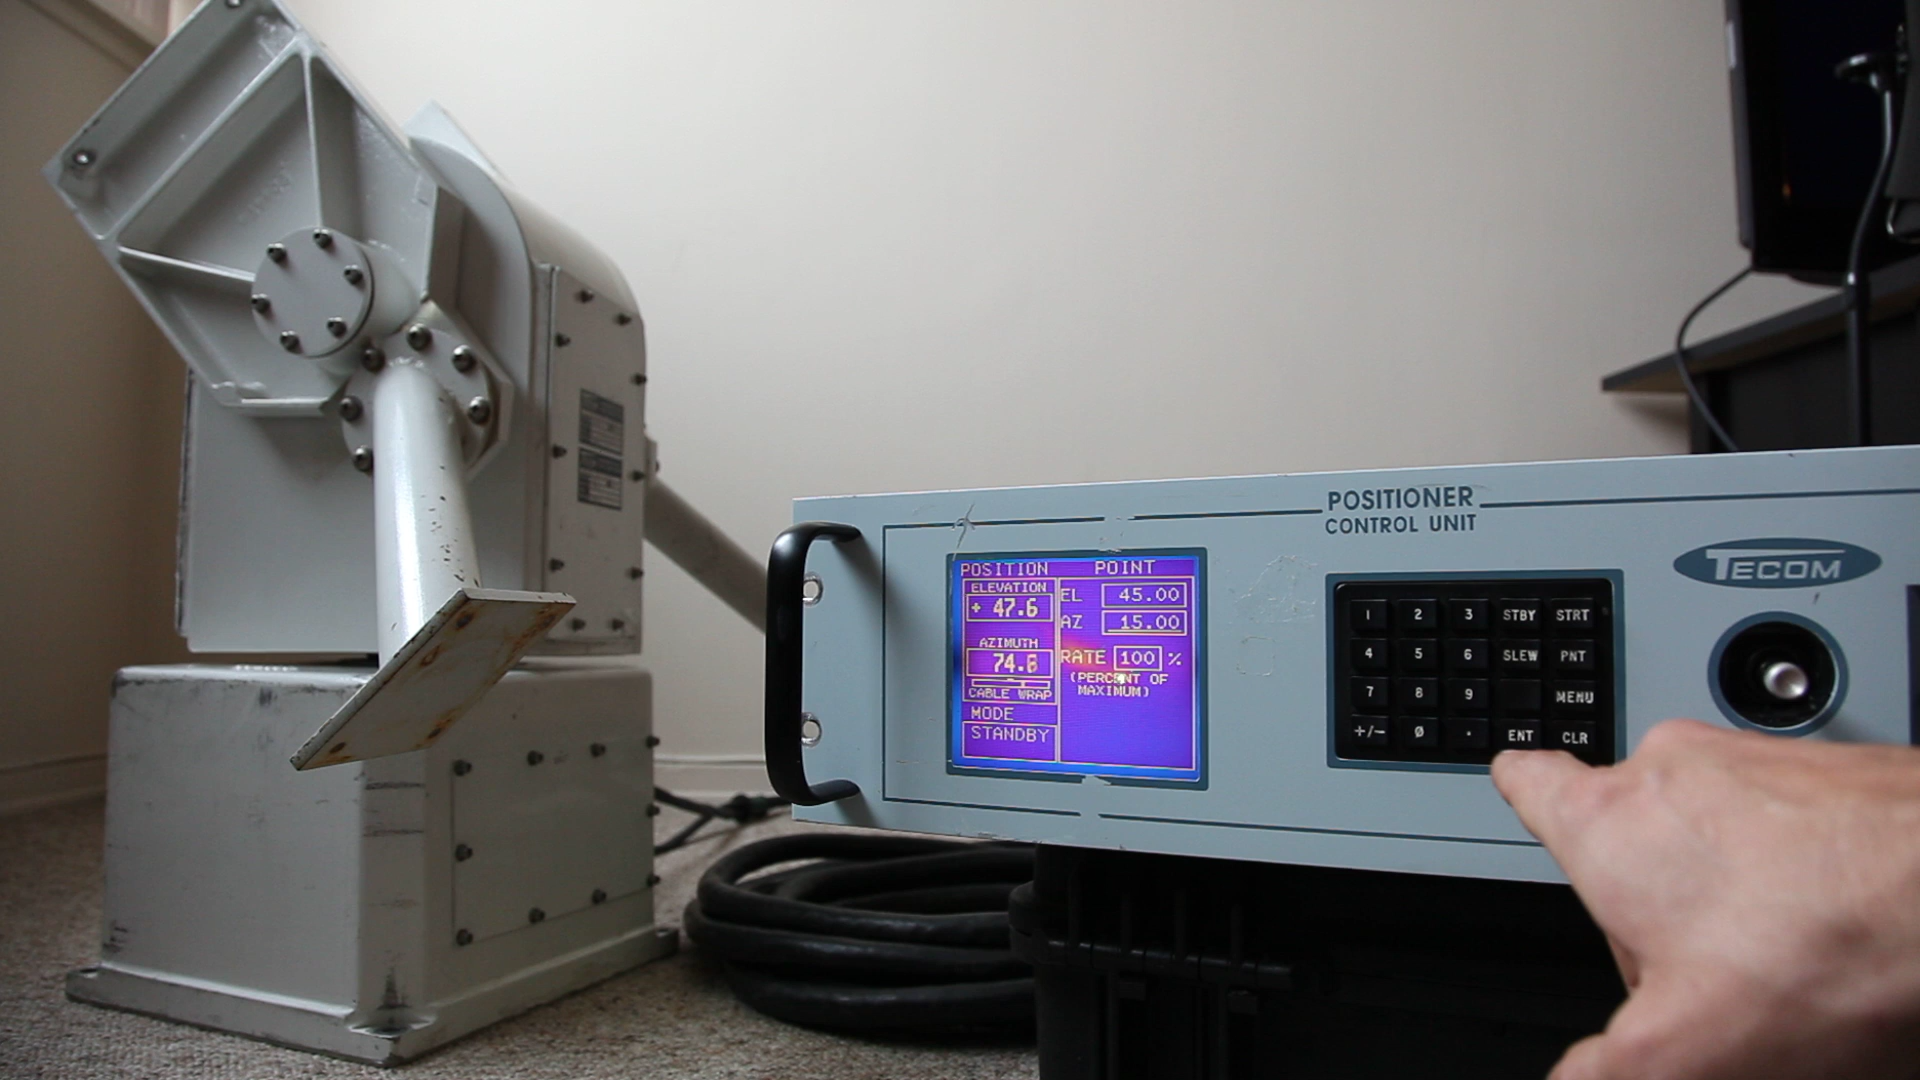 POSITIONER
CONTROL UNIT
TECOM
POSITION POINT
ELEVATION
+ 47.6
EL 45.00
AZ 15.00
AZIMUTH
74.6
RATE 100 %
(PERCENT OF
MAXIMUM)
CABLE WRAP
MODE
STANDBY
1 2 3 STBY STRT
4 5 6 SLEW PNT
7 8 9 MENU
+/- Ø . ENT CLR